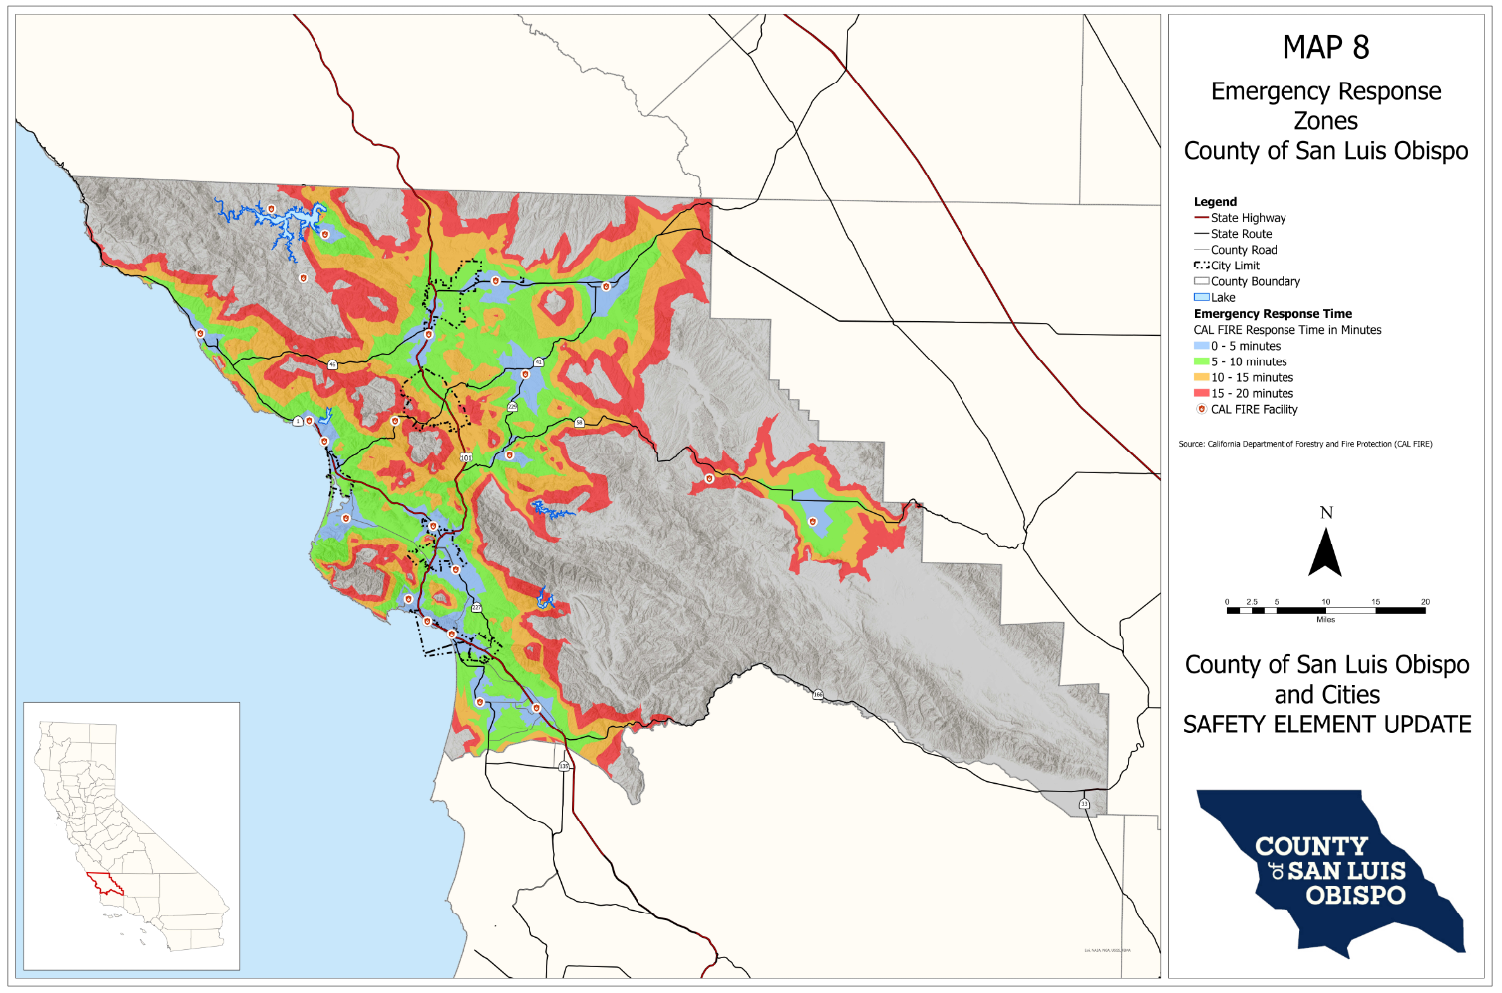 MAP 8
Emergency Response
Zones
County of San Luis Obispo
Legend
State Highway
State Route
County Road
City Limit
County Boundary
Lake
Emergency Response Time
CAL FIRE Response Time in Minutes
0 - 5 minutes
5 - 10 minutes
10 - 15 minutes
15 - 20 minutes
CAL FIRE Facility
Source: California Department of Forestry and Fire Protection (CAL FIRE)
N
0 2.5 5 10 15 20
Miles
County of San Luis Obispo
and Cities
SAFETY ELEMENT UPDATE
COUNTY
of SAN LUIS
OBISPO
46
41
229
58
1
101
227
166
135
33